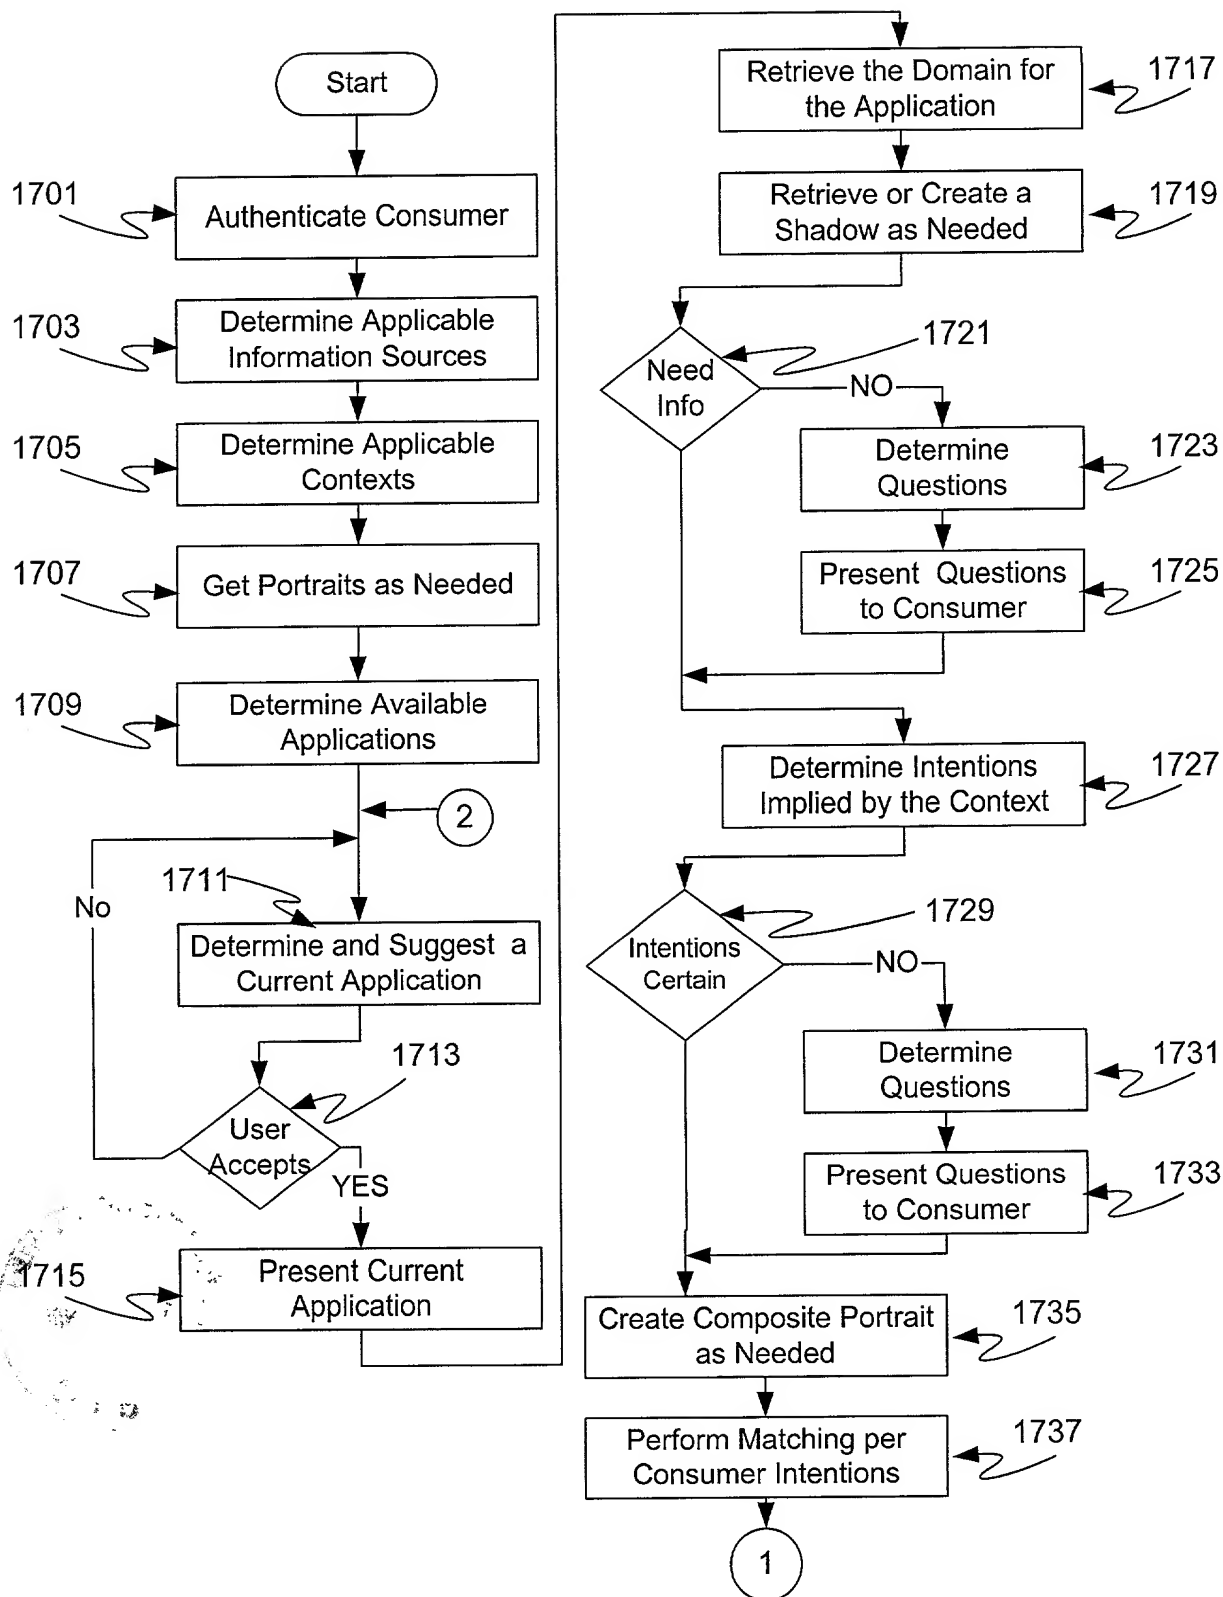 Start
1701
Authenticate Consumer
1703
Determine Applicable
Information Sources
1705
Determine Applicable
Contexts
1707
Get Portraits as Needed
1709
Determine Available
Applications
2
No
1711
Determine and Suggest a
Current Application
1713
User
Accepts
YES
1715
Present Current
Application
Retrieve the Domain for
the Application
1717
Retrieve or Create a
Shadow as Needed
1719
Need
Info
1721
NO
Determine
Questions
1723
Present Questions
to Consumer
1725
Determine Intentions
Implied by the Context
1727
Intentions
Certain
1729
NO
Determine
Questions
1731
Present Questions
to Consumer
1733
Create Composite Portrait
as Needed
1735
Perform Matching per
Consumer Intentions
1737
1